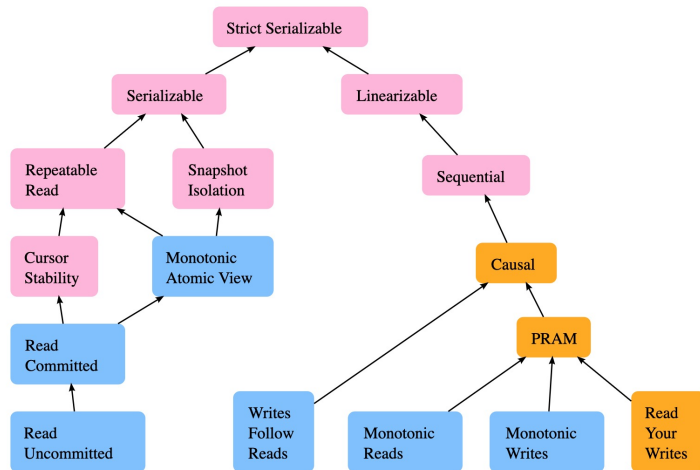 Strict Serializable
Serializable
Linearizable
Repeatable
Read
Snapshot
Isolation
Sequential
Cursor
Stability
Monotonic
Atomic View
Causal
Read
Committed
PRAM
Read
Uncommitted
Writes
Follow
Reads
Monotonic
Reads
Monotonic
Writes
Read
Your
Writes